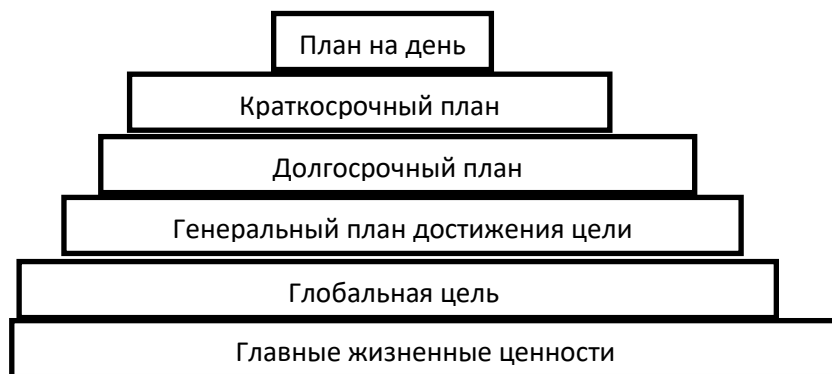 План на день
Краткосрочный план
Долгосрочный план
Генеральный план достижения цели
Глобальная цель
Главные жизненные ценности